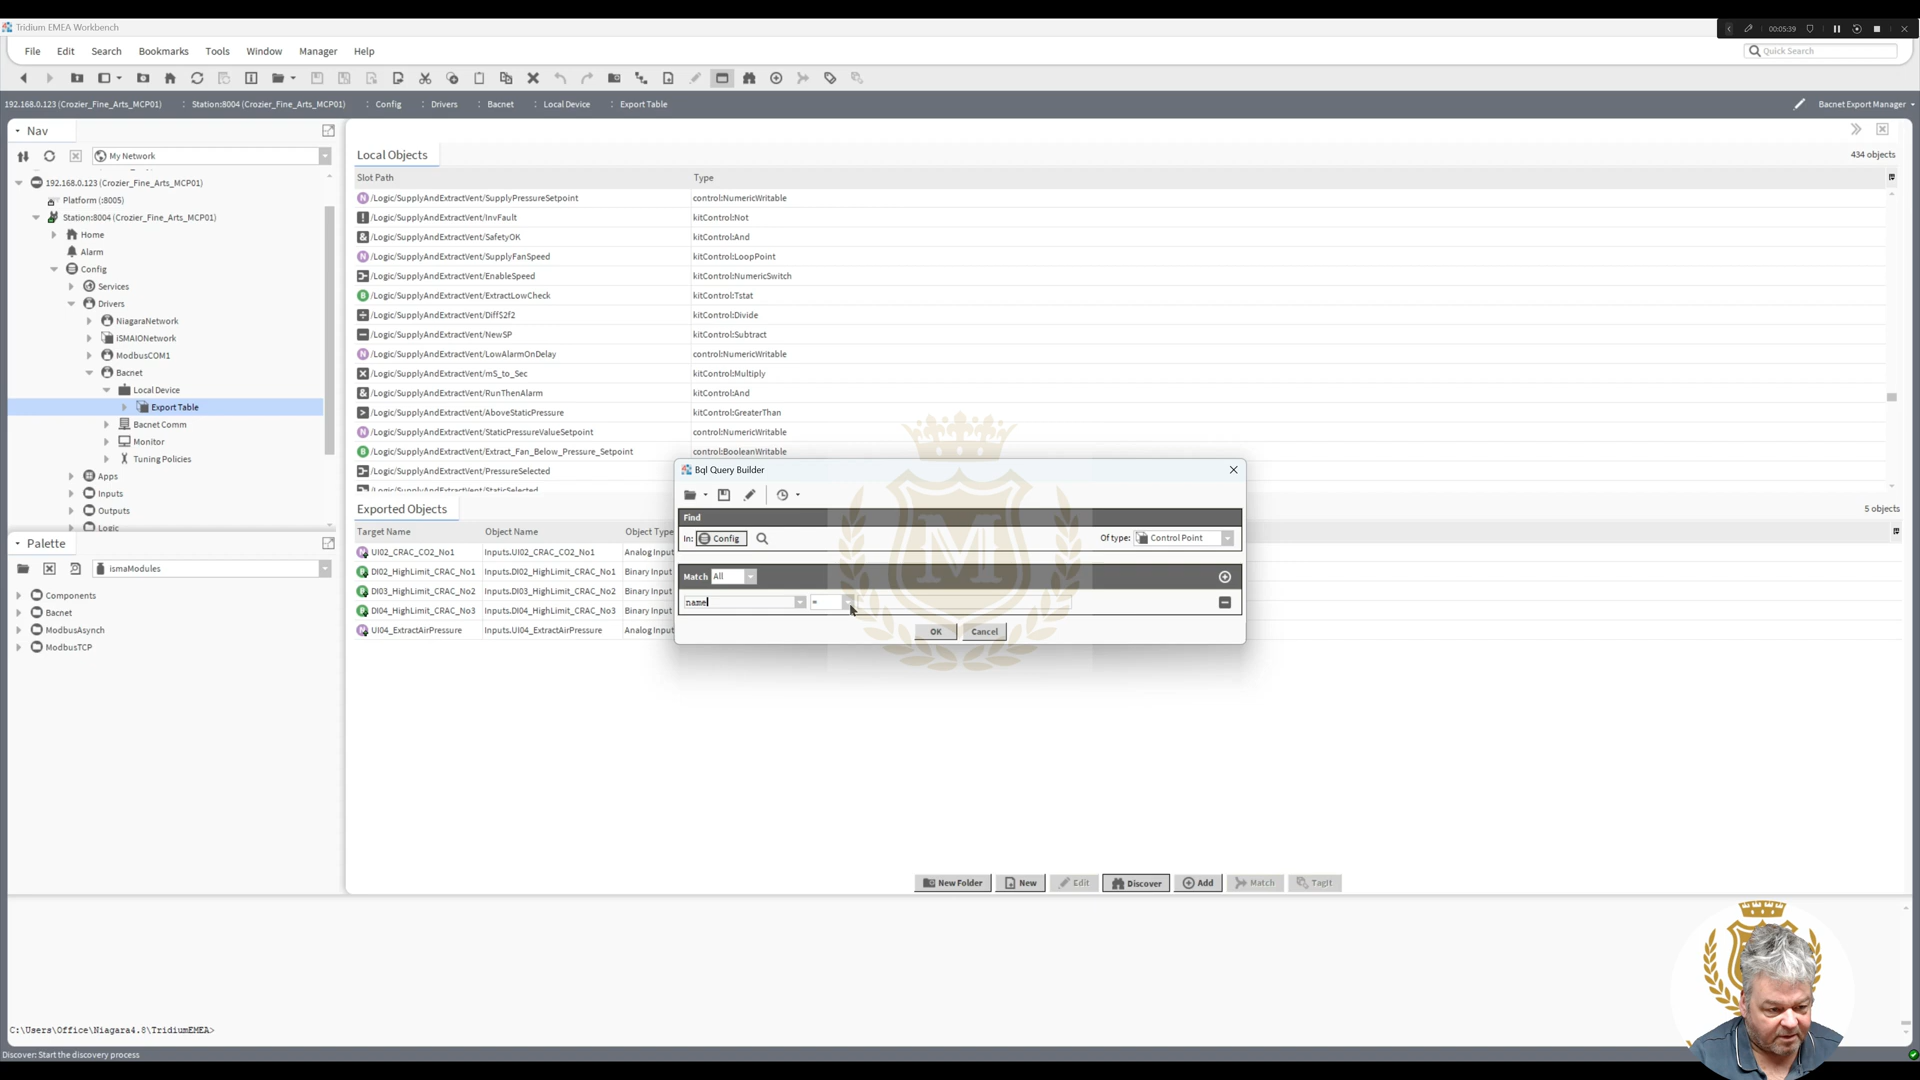 Tridium EMEA Workbench
00:05:39
File Edit Search Bookmarks Tools Window Manager Help
Quick Search
192.168.0.123 (Crozier_Fine_Arts_MCP01) : Station:8004 (Crozier_Fine_Arts_MCP01) : Config : Drivers : Bacnet : Local Device : Export Table
Bacnet Export Manager
Nav
My Network
192.168.0.123 (Crozier_Fine_Arts_MCP01)
Platform (:8005)
Station:8004 (Crozier_Fine_Arts_MCP01)
Home
Alarm
Config
Services
Drivers
NiagaraNetwork
iSMAIONetwork
ModbusCOM1
Bacnet
Local Device
Export Table
Bacnet Comm
Monitor
Tuning Policies
Apps
Inputs
Outputs
Logic
Palette
ismaModules
Components
Bacnet
ModbusAsynch
ModbusTCP
Local Objects
434 objects
Slot Path Type
/Logic/SupplyAndExtractVent/SupplyPressureSetpoint control:NumericWritable
/Logic/SupplyAndExtractVent/InvFault kitControl:Not
/Logic/SupplyAndExtractVent/SafetyOK kitControl:And
/Logic/SupplyAndExtractVent/SupplyFanSpeed kitControl:LoopPoint
/Logic/SupplyAndExtractVent/EnableSpeed kitControl:NumericSwitch
/Logic/SupplyAndExtractVent/ExtractLowCheck kitControl:Tstat
/Logic/SupplyAndExtractVent/Diff$2f2 kitControl:Divide
/Logic/SupplyAndExtractVent/NewSP kitControl:Subtract
/Logic/SupplyAndExtractVent/LowAlarmOnDelay control:NumericWritable
/Logic/SupplyAndExtractVent/mS_to_Sec kitControl:Multiply
/Logic/SupplyAndExtractVent/RunThenAlarm kitControl:And
/Logic/SupplyAndExtractVent/AboveStaticPressure kitControl:GreaterThan
/Logic/SupplyAndExtractVent/StaticPressureValueSetpoint control:NumericWritable
/Logic/SupplyAndExtractVent/Extract_Fan_Below_Pressure_Setpoint control:BooleanWritable
/Logic/SupplyAndExtractVent/PressureSelected
/Logic/SupplyAndExtractVent/StaticSelected
Exported Objects
5 objects
Target Name Object Name Object Type
UI02_CRAC_CO2_No1 Inputs.UI02_CRAC_CO2_No1 Analog Input
DI02_HighLimit_CRAC_No1 Inputs.DI02_HighLimit_CRAC_No1 Binary Input
DI03_HighLimit_CRAC_No2 Inputs.DI03_HighLimit_CRAC_No2 Binary Input
DI04_HighLimit_CRAC_No3 Inputs.DI04_HighLimit_CRAC_No3 Binary Input
UI04_ExtractAirPressure Inputs.UI04_ExtractAirPressure Analog Input
Bql Query Builder
Find
In: Config
Of type: Control Point
Match All
name =
OK Cancel
M
New Folder New Edit Discover Add Match TagIt
C:\Users\Office\Niagara4.8\TridiumEMEA>
Discover: Start the discovery process